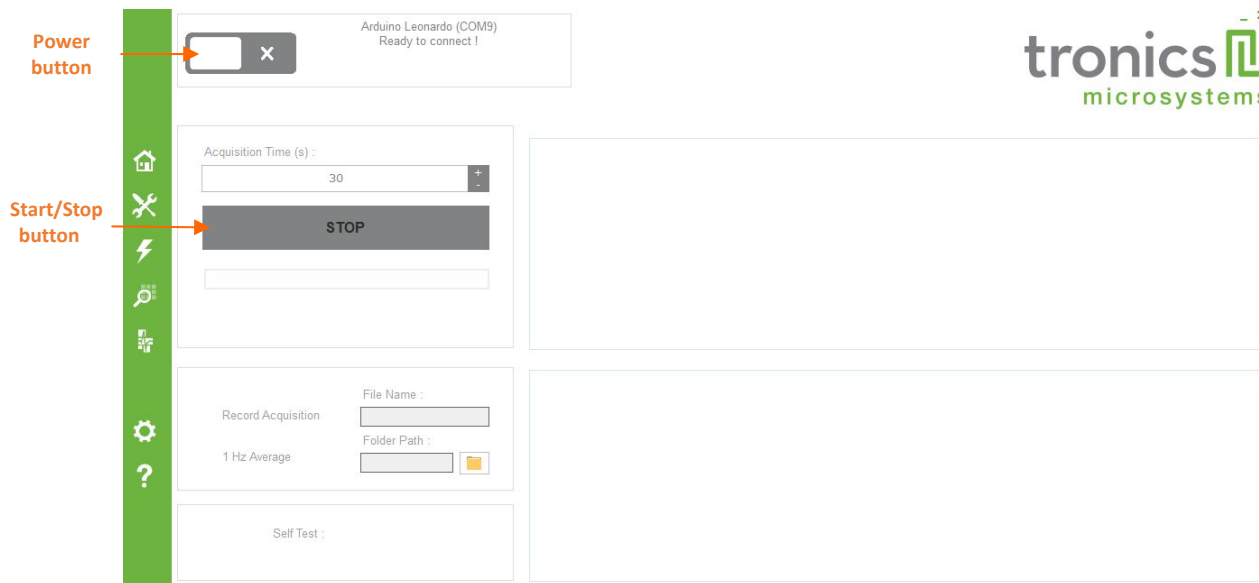 Power
button
Arduino Leonardo (COM9)
Ready to connect !
tronics
microsystems
Acquisition Time (s) :
30
+
-
Start/Stop
button
STOP
File Name :
Record Acquisition
Folder Path :
1 Hz Average
?
Self Test :